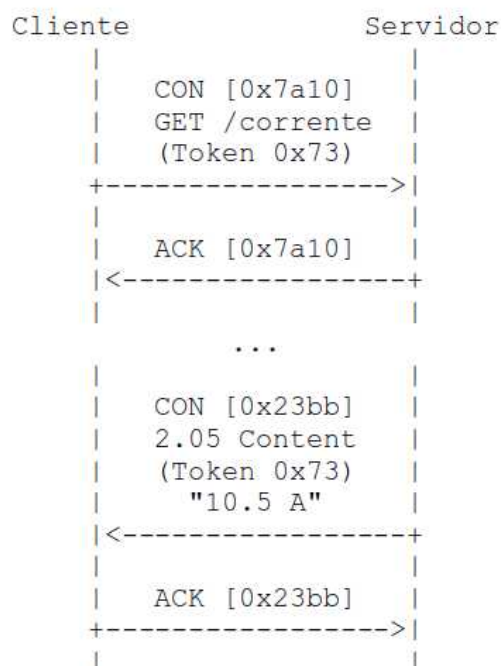 Cliente Servidor
CON [0x7a10]
GET /corrente
(Token 0x73)
ACK [0x7a10]
...
CON [0x23bb]
2.05 Content
(Token 0x73)
"10.5 A"
ACK [0x23bb]